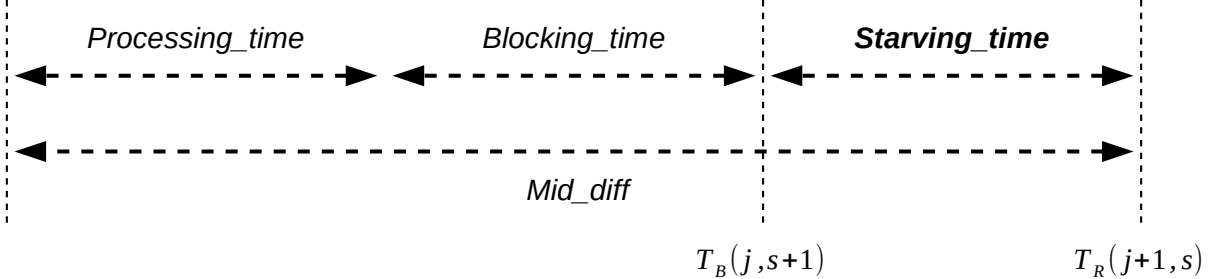 Processing_time Blocking_time Starving_time
Mid_diff
T_B(j,s+1) T_R(j+1,s)